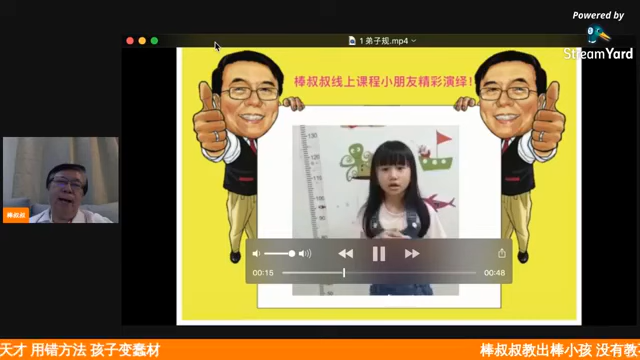 Powered by
StreamYard
1 弟子规.mp4
棒叔叔线上课程小朋友精彩演绎！
棒叔叔
00:15
00:48
天才 用错方法 孩子变蠢材
棒叔叔教出棒小孩 没有教